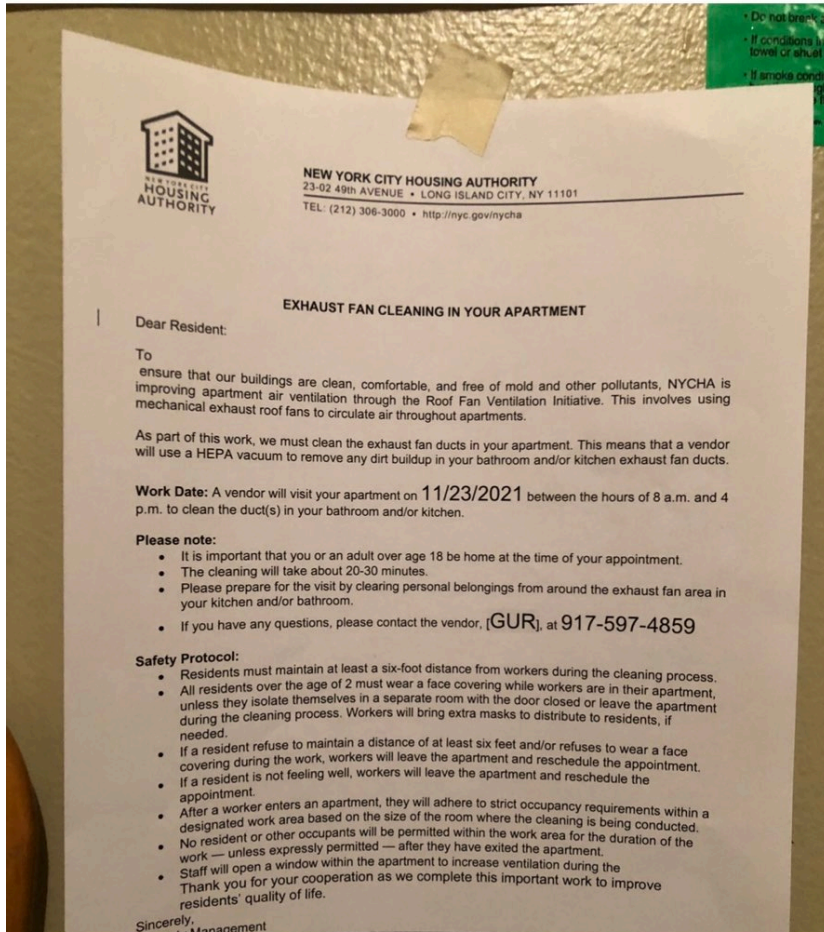 • Do not break
• If conditions
towel or
• If smoke
NEW YORK CITY
HOUSING
AUTHORITY
NEW YORK CITY HOUSING AUTHORITY
23-02 49th AVENUE • LONG ISLAND CITY, NY 11101
TEL: (212) 306-3000 • http://nyc.gov/nycha
EXHAUST FAN CLEANING IN YOUR APARTMENT
Dear Resident:
To
ensure that our buildings are clean, comfortable, and free of mold and other pollutants, NYCHA is
improving apartment air ventilation through the Roof Fan Ventilation Initiative. This involves using
mechanical exhaust roof fans to circulate air throughout apartments.
As part of this work, we must clean the exhaust fan ducts in your apartment. This means that a vendor
will use a HEPA vacuum to remove any dirt buildup in your bathroom and/or kitchen exhaust fan ducts.
Work Date: A vendor will visit your apartment on 11/23/2021 between the hours of 8 a.m. and 4
p.m. to clean the duct(s) in your bathroom and/or kitchen.
Please note:
• It is important that you or an adult over age 18 be home at the time of your appointment.
• The cleaning will take about 20-30 minutes.
• Please prepare for the visit by clearing personal belongings from around the exhaust fan area in
your kitchen and/or bathroom.
• If you have any questions, please contact the vendor, [GUR], at 917-597-4859
Safety Protocol:
• Residents must maintain at least a six-foot distance from workers during the cleaning process.
• All residents over the age of 2 must wear a face covering while workers are in their apartment,
unless they isolate themselves in a separate room with the door closed or leave the apartment
during the cleaning process. Workers will bring extra masks to distribute to residents, if
needed.
• If a resident refuse to maintain a distance of at least six feet and/or refuses to wear a face
covering during the work, workers will leave the apartment and reschedule the appointment.
• If a resident is not feeling well, workers will leave the apartment and reschedule the
appointment.
• After a worker enters an apartment, they will adhere to strict occupancy requirements within a
designated work area based on the size of the room where the cleaning is being conducted.
• No resident or other occupants will be permitted within the work area for the duration of the
work — unless expressly permitted — after they have exited the apartment.
• Staff will open a window within the apartment to increase ventilation during the
Thank you for your cooperation as we complete this important work to improve
residents' quality of life.
Sincerely,
Management